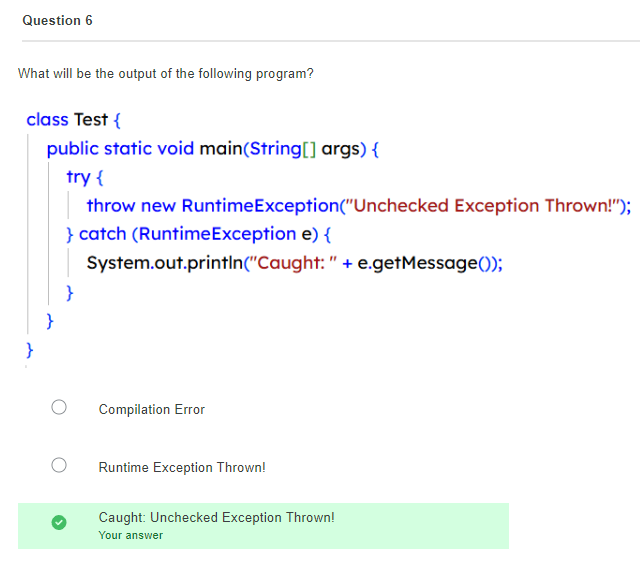 Question 6
What will be the output of the following program?
class Test {
public static void main(String[] args) {
try {
throw new RuntimeException("Unchecked Exception Thrown!");
} catch (RuntimeException e) {
System.out.println("Caught: " + e.getMessage());
}
}
}
Compilation Error
Runtime Exception Thrown!
Caught: Unchecked Exception Thrown!
Your answer